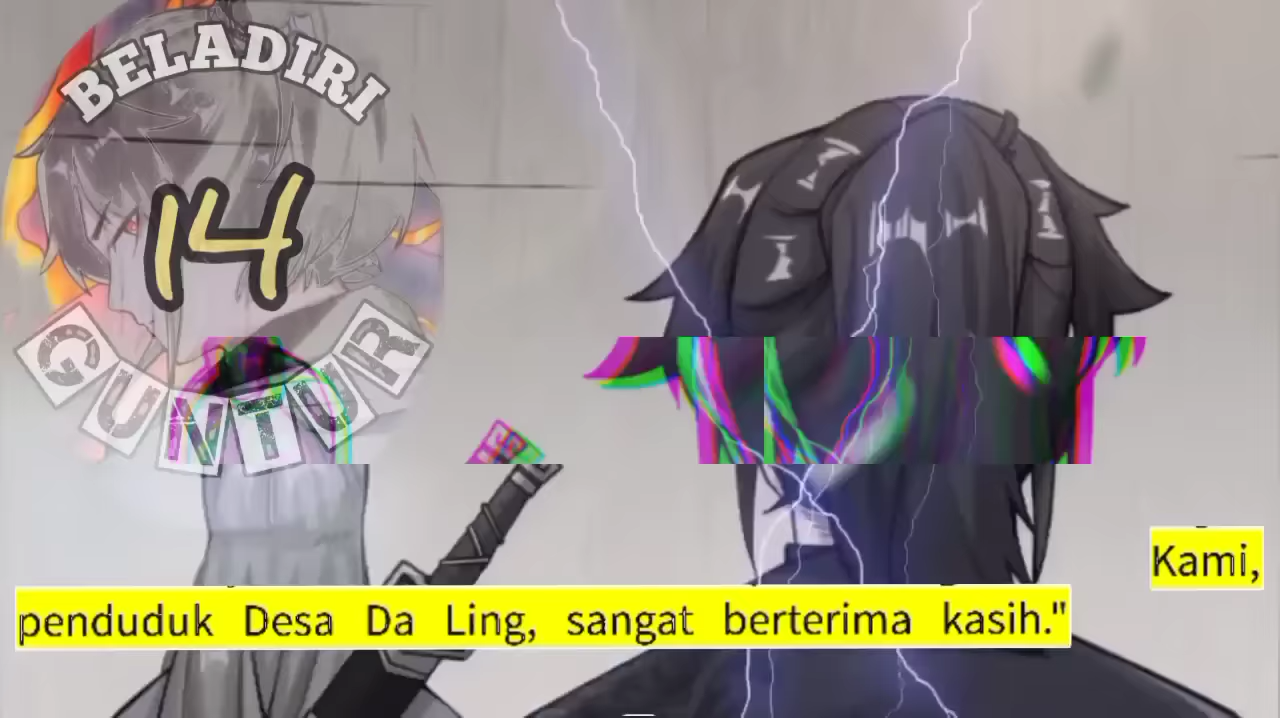 BELADIRI
14
GUNTUR
Kami,
penduduk Desa Da Ling, sangat berterima kasih."